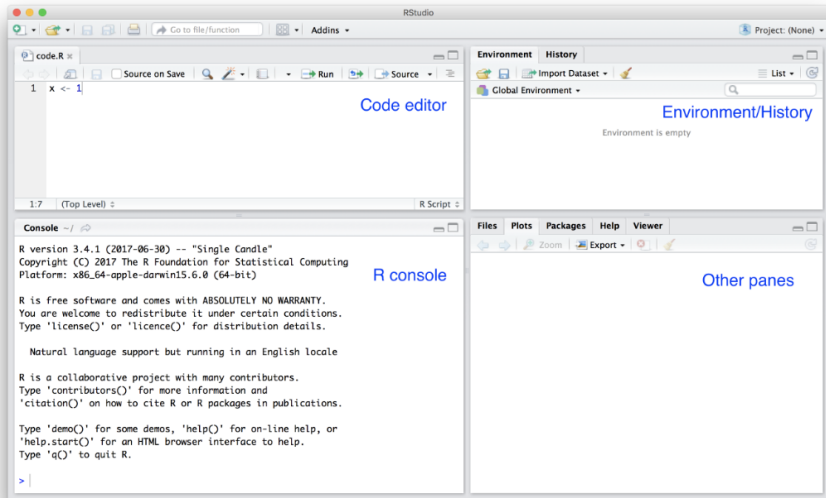 RStudio
Go to file/function
Addins
Project: (None)
code.R
Source on Save
Run
Source
1 x <- 1
Code editor
1:7 (Top Level) R Script
Environment History
Import Dataset
List
Global Environment
Environment/History
Environment is empty
Console ~/
R version 3.4.1 (2017-06-30) -- "Single Candle"
Copyright (C) 2017 The R Foundation for Statistical Computing
Platform: x86_64-apple-darwin15.6.0 (64-bit)
R console
R is free software and comes with ABSOLUTELY NO WARRANTY.
You are welcome to redistribute it under certain conditions.
Type 'license()' or 'licence()' for distribution details.
Natural language support but running in an English locale
R is a collaborative project with many contributors.
Type 'contributors()' for more information and
'citation()' on how to cite R or R packages in publications.
Type 'demo()' for some demos, 'help()' for on-line help, or
'help.start()' for an HTML browser interface to help.
Type 'q()' to quit R.
>
Files Plots Packages Help Viewer
Zoom Export
Other panes